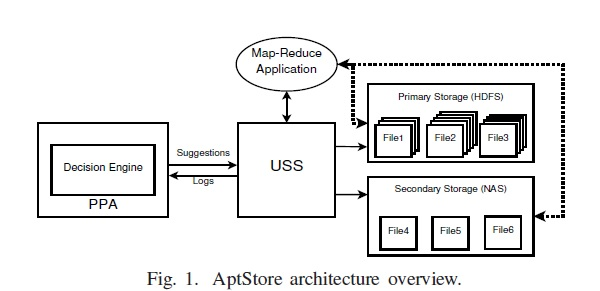 Map-Reduce
Application
Primary Storage (HDFS)
File1
File2
File3
Decision Engine
PPA
Suggestions
Logs
USS
Secondary Storage (NAS)
File4
File5
File6
Fig. 1. AptStore architecture overview.